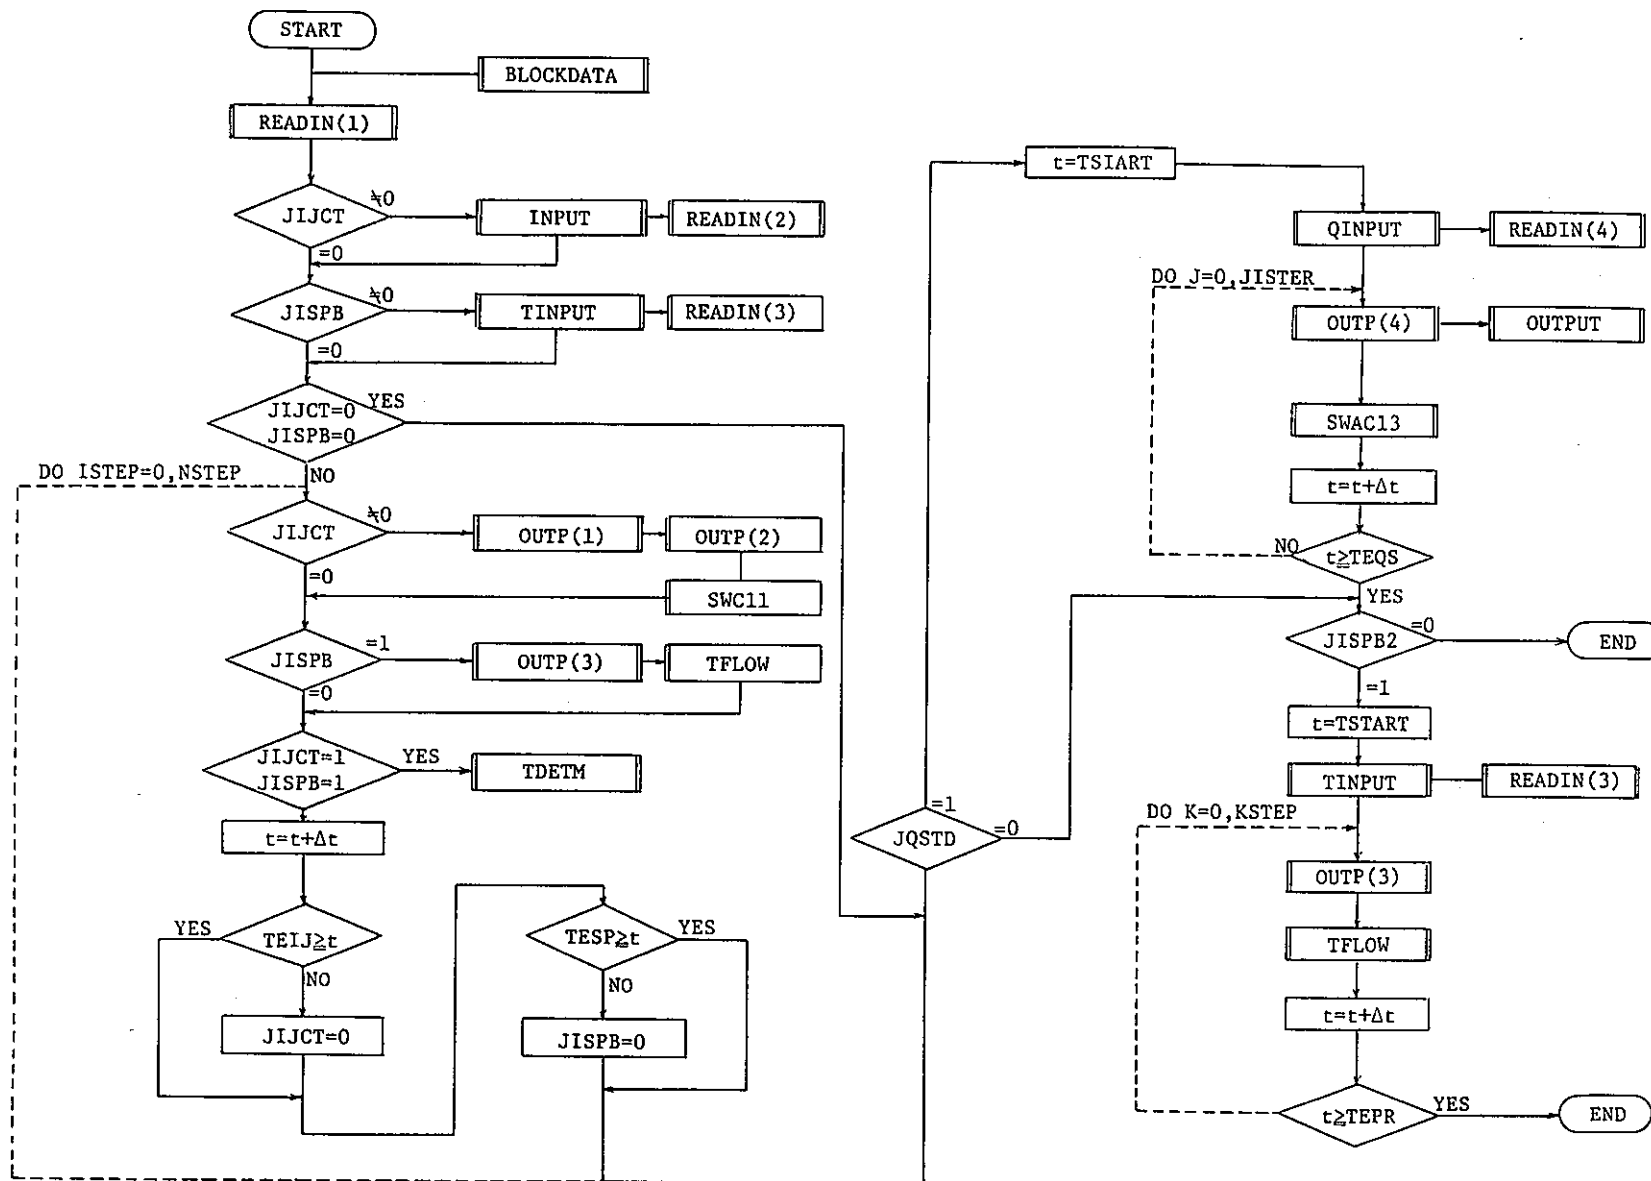 START
BLOCKDATA
READIN(1)
JIJCT
≒0
INPUT
READIN(2)
=0
JISPB
≒0
TINPUT
READIN(3)
=0
JIJCT=0
JISPB=0
YES
NO
DO ISTEP=0,NSTEP
JIJCT
≒0
OUTP(1)
OUTP(2)
SWC11
=0
JISPB
=1
OUTP(3)
TFLOW
=0
JIJCT=1
JISPB=1
YES
TDETM
t=t+Δt
YES
TEIJ≧t
NO
JIJCT=0
TESP≧t
YES
NO
JISPB=0
JQSTD
=1
=0
t=TSIART
QINPUT
READIN(4)
DO J=0,JISTER
OUTP(4)
OUTPUT
SWAC13
t=t+Δt
NO
t≧TEQS
YES
JISPB2
=0
END
=1
t=TSTART
TINPUT
READIN(3)
DO K=0,KSTEP
OUTP(3)
TFLOW
t=t+Δt
t≧TEPR
YES
END